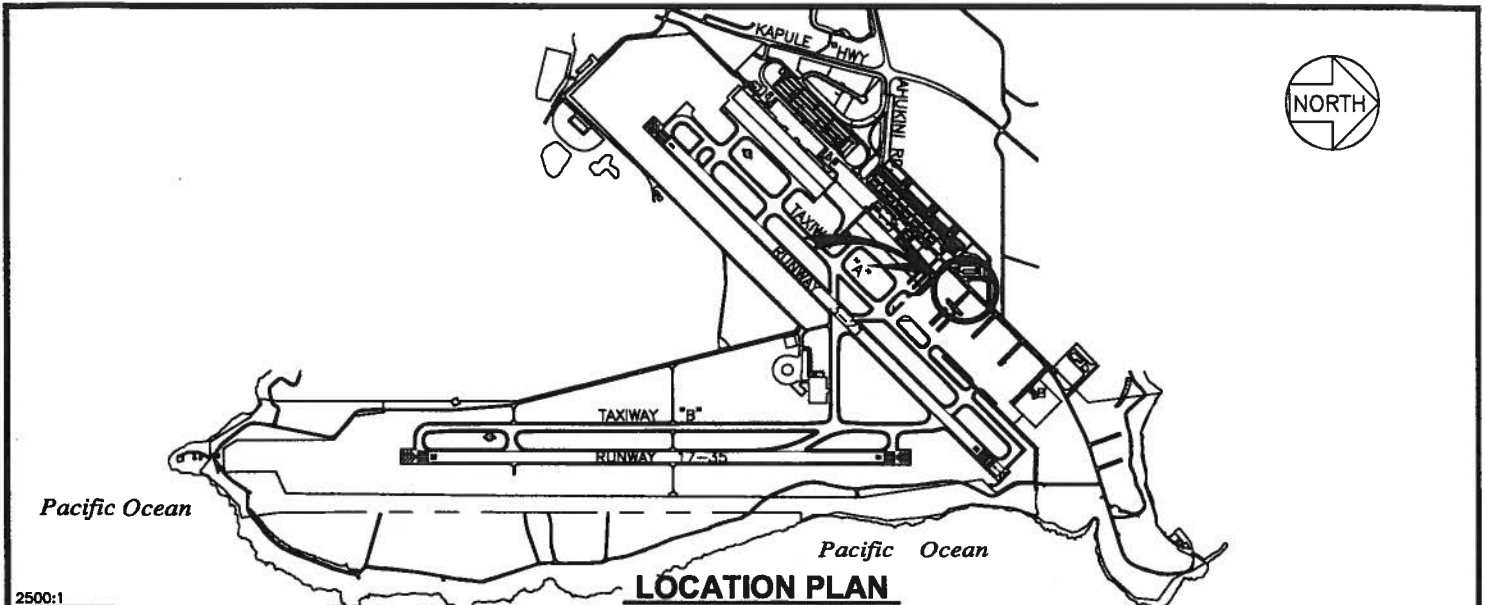 KAPULE HWY
NORTH
AHUKINI RD
TAXIWAY
"A"
RUNWAY
TAXIWAY "B"
RUNWAY 17-35
Pacific Ocean
Pacific Ocean
LOCATION PLAN
2500:1